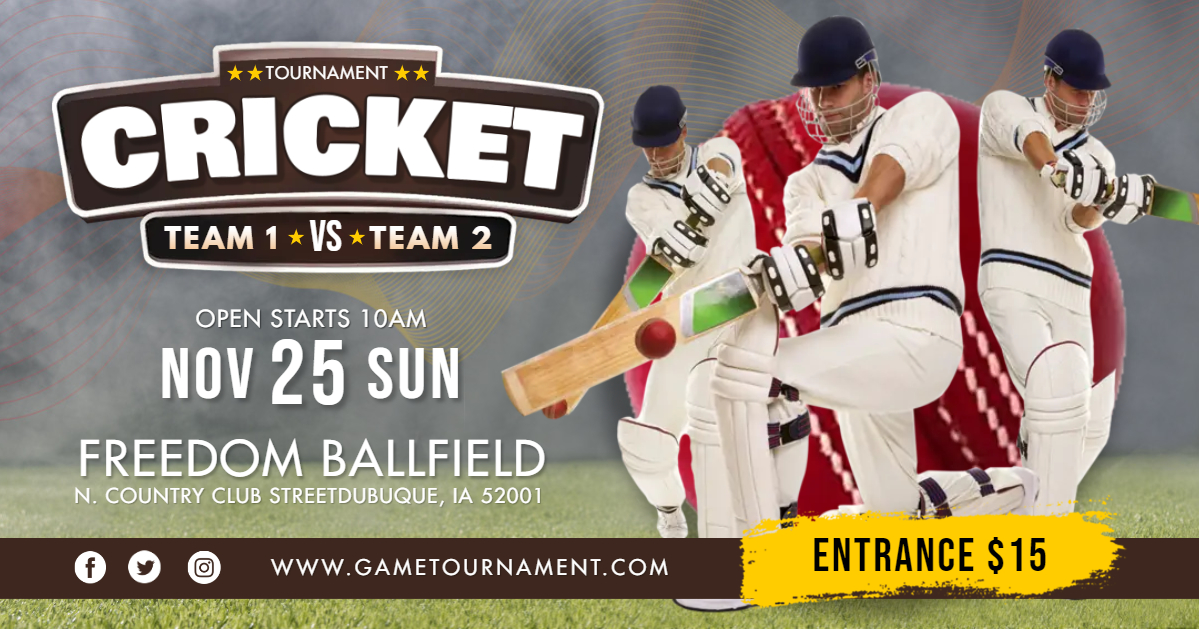 TOURNAMENT
CRICKET
TEAM 1 VS TEAM 2
OPEN STARTS 10AM
NOV 25 SUN
FREEDOM BALLFIELD
N. COUNTRY CLUB STREETDUBUQUE, IA 52001
WWW.GAMETOURNAMENT.COM
ENTRANCE $15